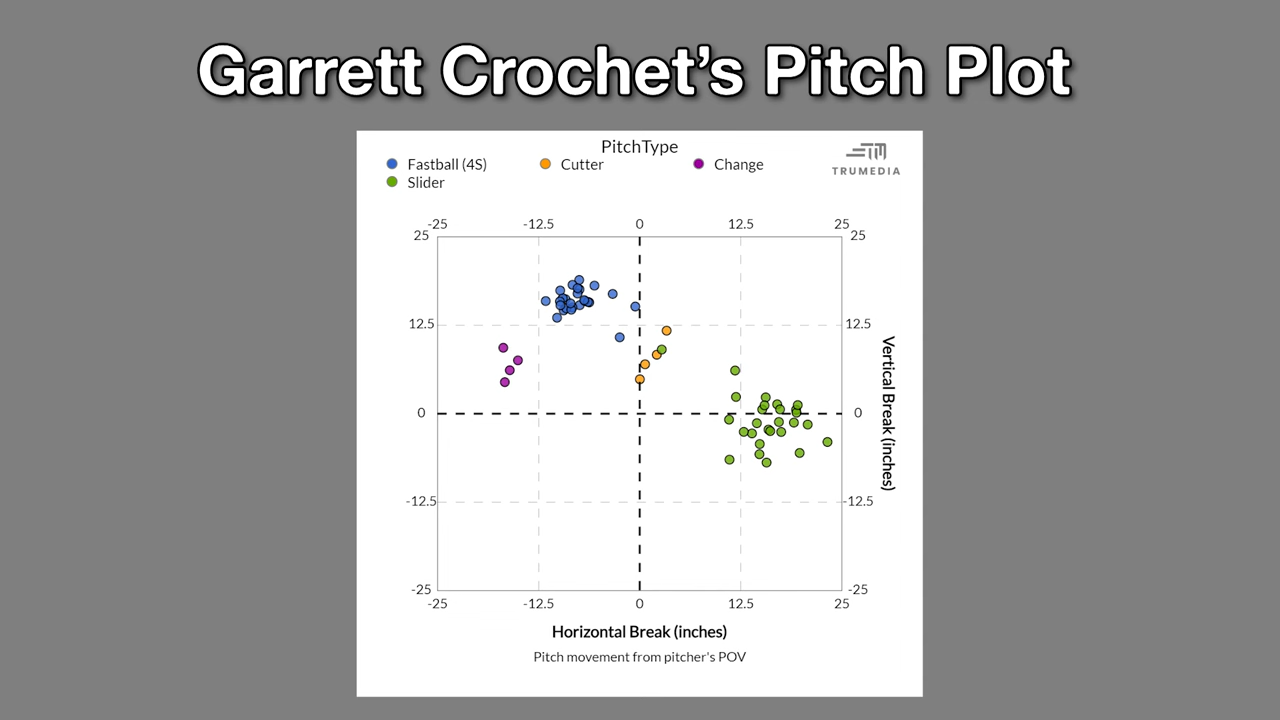 Garrett Crochet's Pitch Plot
PitchType
Fastball (4S) Cutter Change
Slider
TM
TRUMEDIA
-25 -12.5 0 12.5 25
25 25
12.5 12.5
0 0
-12.5 -12.5
-25 -25
-25 -12.5 0 12.5 25
Vertical Break (inches)
Horizontal Break (inches)
Pitch movement from pitcher's POV